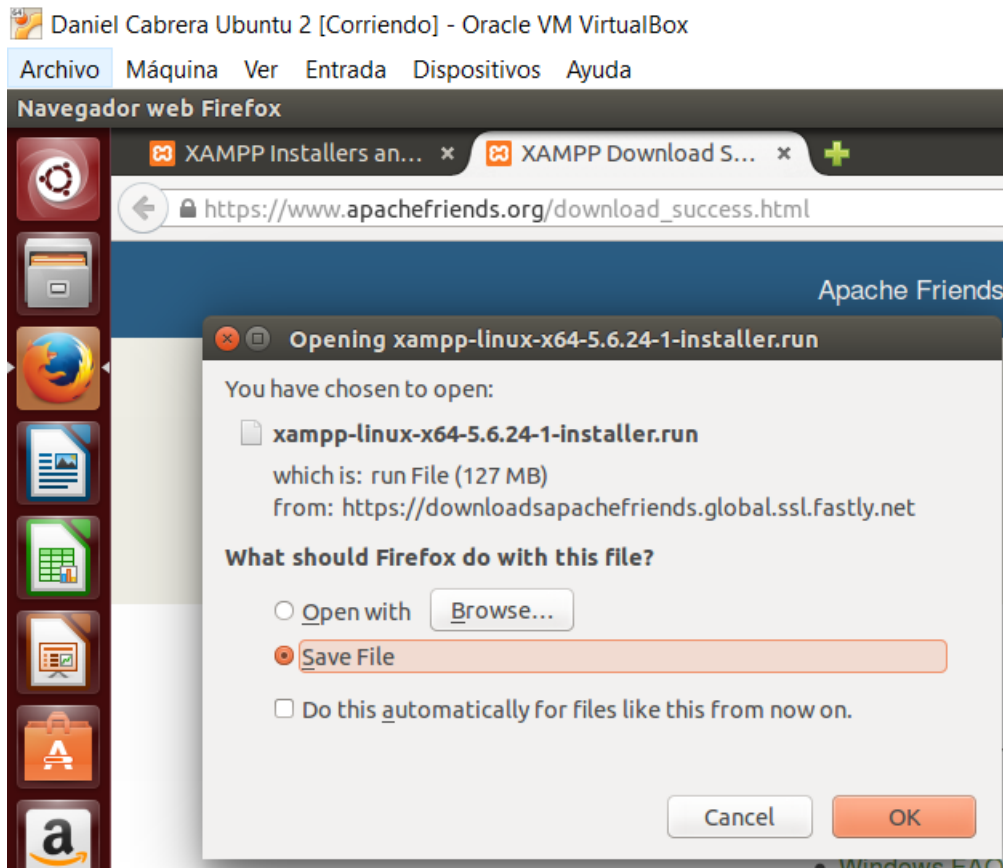 Daniel Cabrera Ubuntu 2 [Corriendo] - Oracle VM VirtualBox
Archivo Máquina Ver Entrada Dispositivos Ayuda
Navegador web Firefox
XAMPP Installers an... XAMPP Download S...
https://www.apachefriends.org/download_success.html
Apache Friends
Opening xampp-linux-x64-5.6.24-1-installer.run
You have chosen to open:
xampp-linux-x64-5.6.24-1-installer.run
which is: run File (127 MB)
from: https://downloadsapachefriends.global.ssl.fastly.net
What should Firefox do with this file?
Open with Browse...
Save File
Do this automatically for files like this from now on.
Cancel OK
Windows FAQ